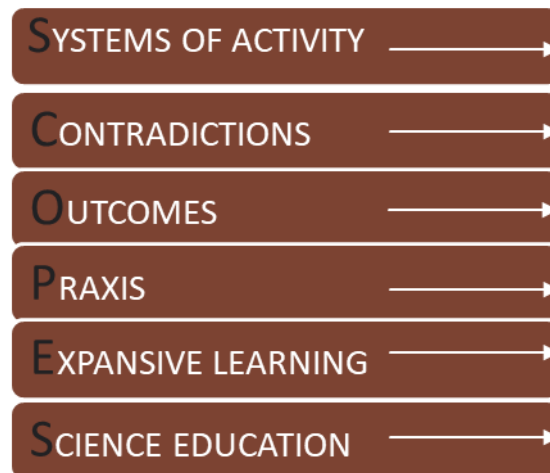 SYSTEMS OF ACTIVITY
CONTRADICTIONS
OUTCOMES
PRAXIS
EXPANSIVE LEARNING
SCIENCE EDUCATION